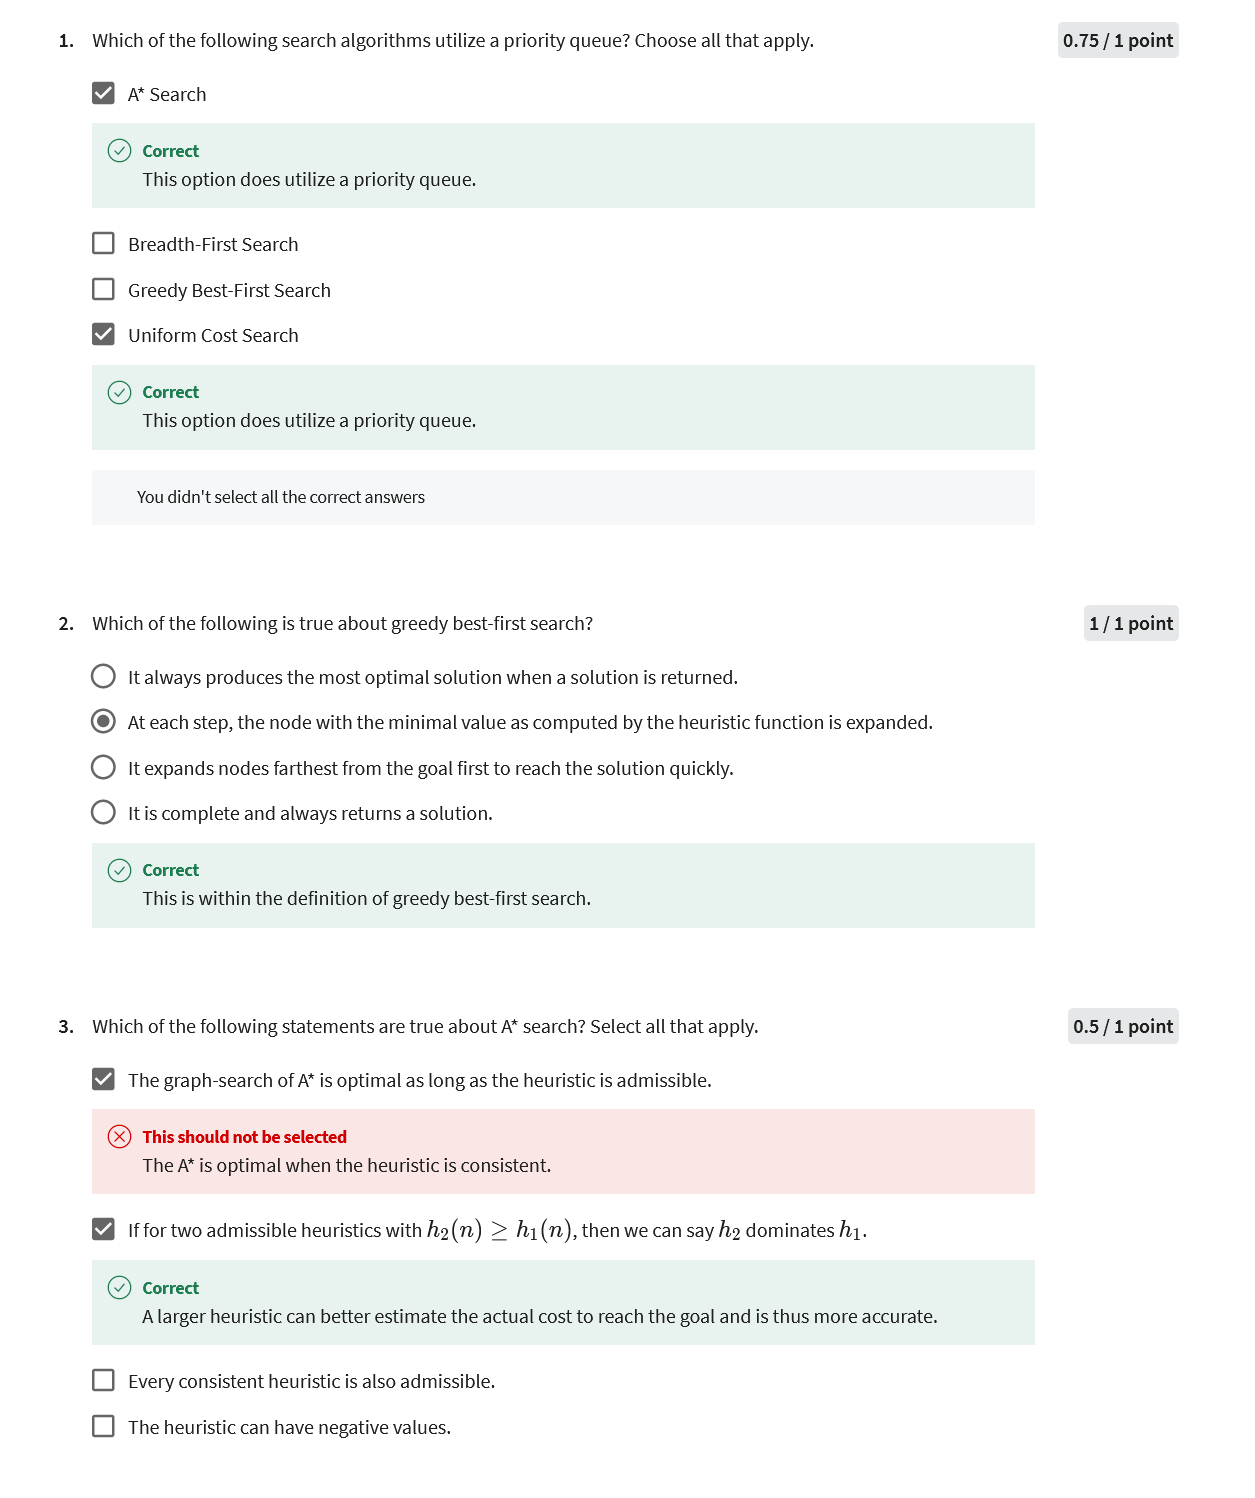 1. Which of the following search algorithms utilize a priority queue? Choose all that apply. 0.75 / 1 point
A* Search
Correct
This option does utilize a priority queue.
Breadth-First Search
Greedy Best-First Search
Uniform Cost Search
Correct
This option does utilize a priority queue.
You didn't select all the correct answers
2. Which of the following is true about greedy best-first search? 1 / 1 point
It always produces the most optimal solution when a solution is returned.
At each step, the node with the minimal value as computed by the heuristic function is expanded.
It expands nodes farthest from the goal first to reach the solution quickly.
It is complete and always returns a solution.
Correct
This is within the definition of greedy best-first search.
3. Which of the following statements are true about A* search? Select all that apply. 0.5 / 1 point
The graph-search of A* is optimal as long as the heuristic is admissible.
This should not be selected
The A* is optimal when the heuristic is consistent.
If for two admissible heuristics with h₂(n) ≥ h₁(n), then we can say h₂ dominates h₁.
Correct
A larger heuristic can better estimate the actual cost to reach the goal and is thus more accurate.
Every consistent heuristic is also admissible.
The heuristic can have negative values.